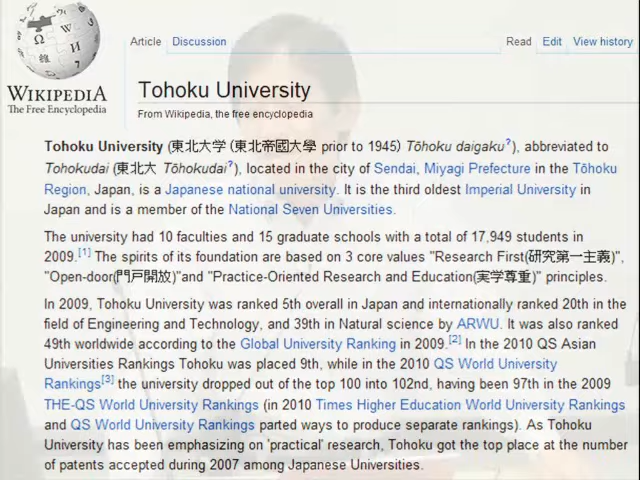 Article Discussion Read Edit View history
WIKIPEDIA
The Free Encyclopedia
Tohoku University
From Wikipedia, the free encyclopedia
Tohoku University (東北大学 (東北帝國大學 prior to 1945) Tōhoku daigaku?), abbreviated to
Tohokudai (東北大 Tōhokudai?), located in the city of Sendai, Miyagi Prefecture in the Tōhoku
Region, Japan, is a Japanese national university. It is the third oldest Imperial University in
Japan and is a member of the National Seven Universities.
The university had 10 faculties and 15 graduate schools with a total of 17,949 students in
2009.[1] The spirits of its foundation are based on 3 core values "Research First(研究第一主義)",
"Open-door(門戸開放)"and "Practice-Oriented Research and Education(実学尊重)" principles.
In 2009, Tohoku University was ranked 5th overall in Japan and internationally ranked 20th in the
field of Engineering and Technology, and 39th in Natural science by ARWU. It was also ranked
49th worldwide according to the Global University Ranking in 2009.[2] In the 2010 QS Asian
Universities Rankings Tohoku was placed 9th, while in the 2010 QS World University
Rankings[3] the university dropped out of the top 100 into 102nd, having been 97th in the 2009
THE-QS World University Rankings (in 2010 Times Higher Education World University Rankings
and QS World University Rankings parted ways to produce separate rankings). As Tohoku
University has been emphasizing on 'practical' research, Tohoku got the top place at the number
of patents accepted during 2007 among Japanese Universities.